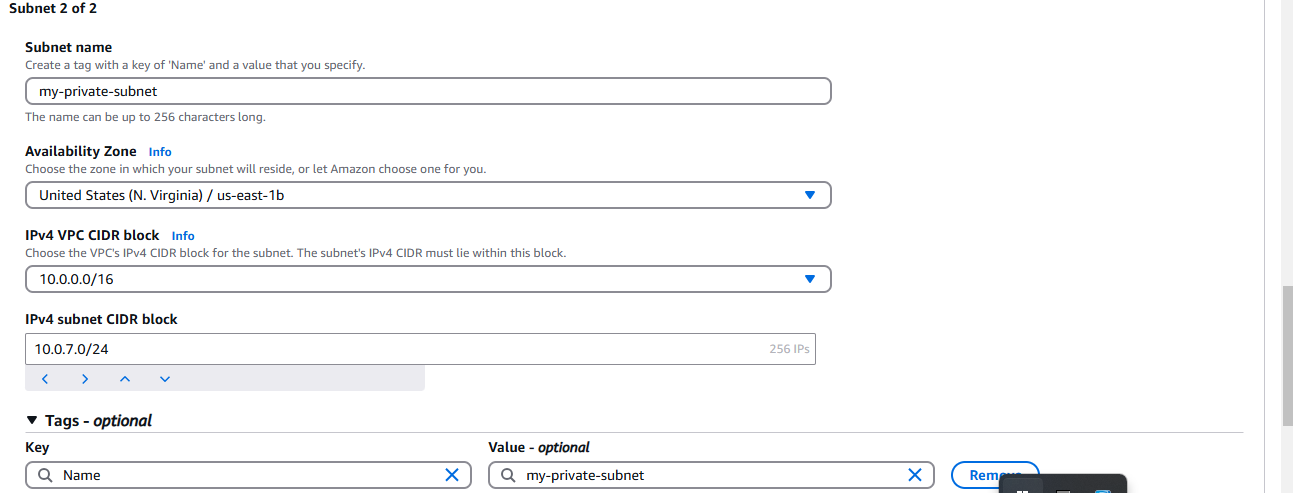 Subnet 2 of 2
Subnet name
Create a tag with a key of 'Name' and a value that you specify.
my-private-subnet
The name can be up to 256 characters long.
Availability Zone Info
Choose the zone in which your subnet will reside, or let Amazon choose one for you.
United States (N. Virginia) / us-east-1b
IPv4 VPC CIDR block Info
Choose the VPC's IPv4 CIDR block for the subnet. The subnet's IPv4 CIDR must lie within this block.
10.0.0.0/16
IPv4 subnet CIDR block
10.0.7.0/24 256 IPs
Tags - optional
Key Value - optional
Name my-private-subnet Remove